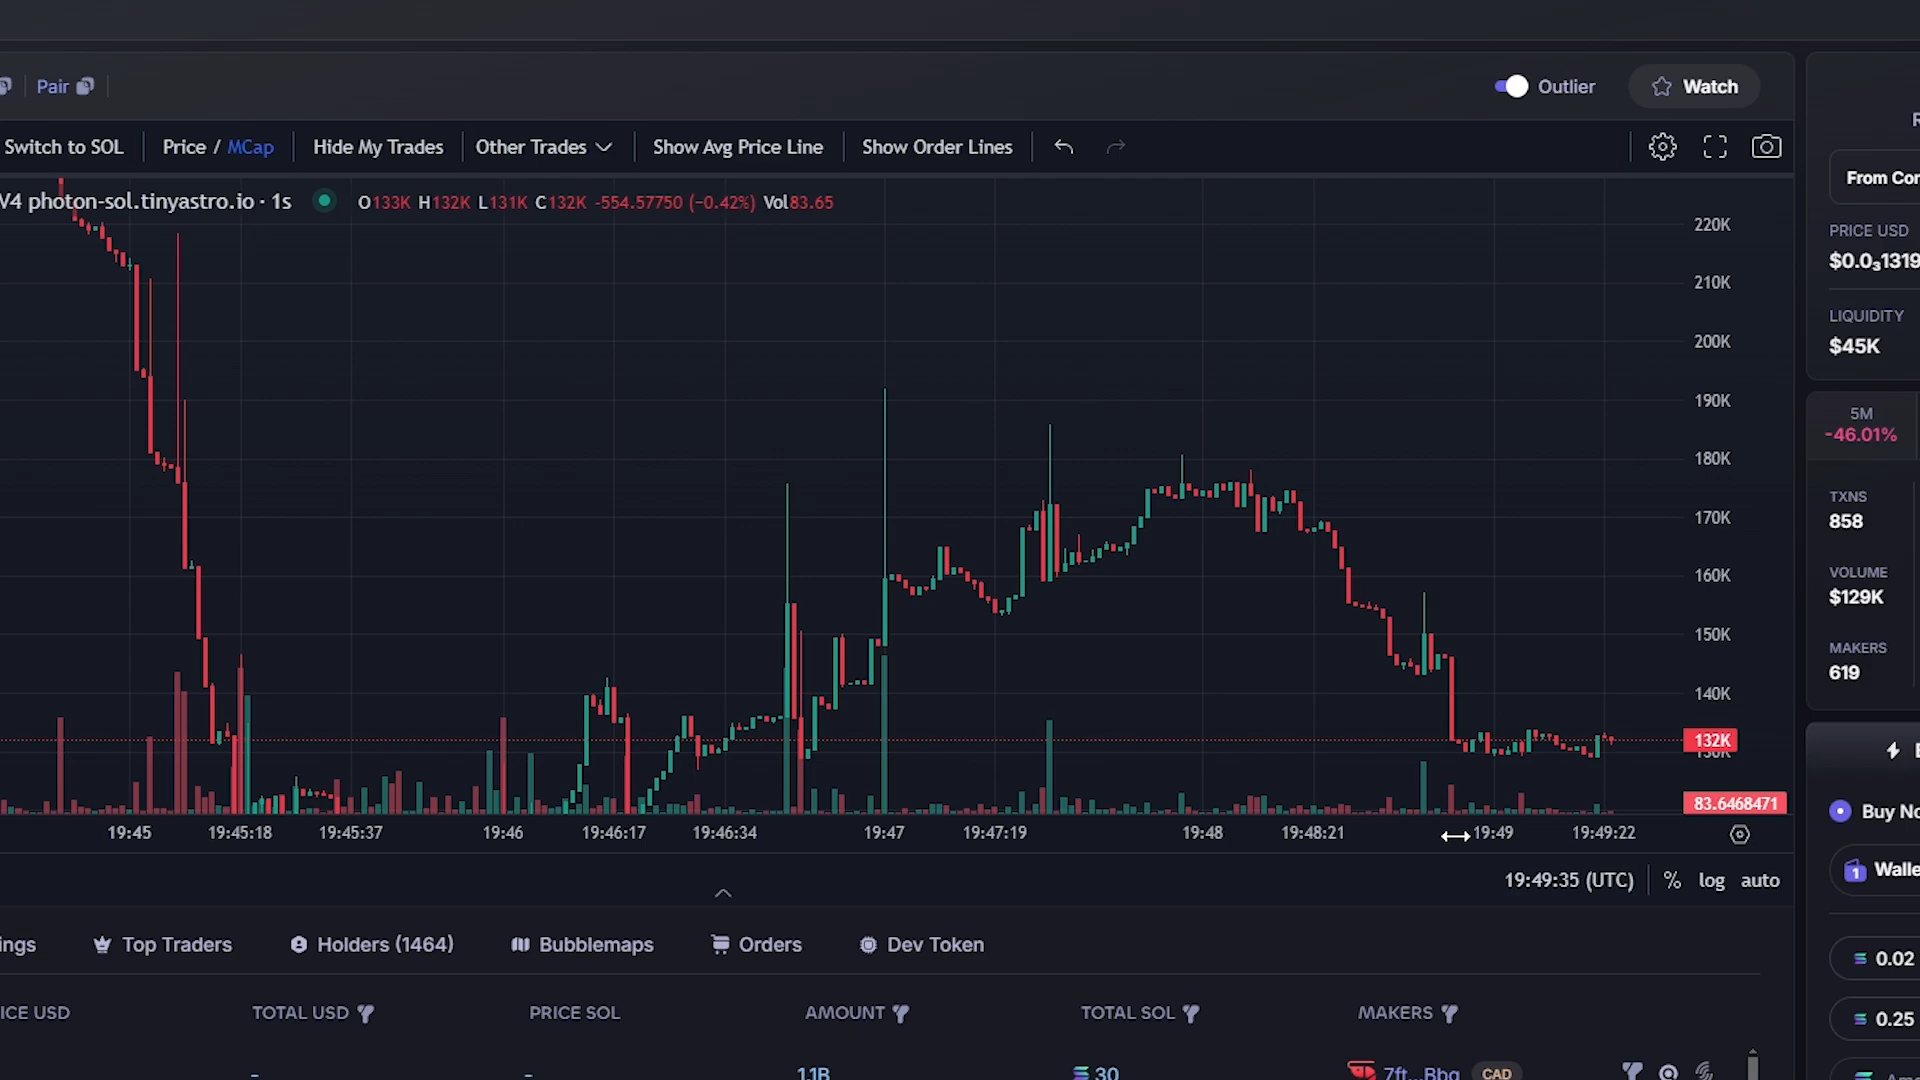 Pair
Outlier
Watch
Switch to SOL
Price / MCap
Hide My Trades
Other Trades
Show Avg Price Line
Show Order Lines
V4 photon-sol.tinyastro.io · 1s
O133K H132K L131K C132K -554.57750 (−0.42%) Vol83.65
220K
210K
200K
190K
180K
170K
160K
150K
140K
132K
130K
83.6468471
19:45 19:45:18 19:45:37 19:46 19:46:17 19:46:34 19:47 19:47:19 19:48 19:48:21 19:49 19:49:22
19:49:35 (UTC) % log auto
ings
Top Traders
Holders (1464)
Bubblemaps
Orders
Dev Token
ICE USD
TOTAL USD
PRICE SOL
AMOUNT
TOTAL SOL
MAKERS
-
-
1.1B
30
7ft...Bbq
CAD
From Cor
PRICE USD
$0.0₃1319
LIQUIDITY
$45K
5M
-46.01%
TXNS
858
VOLUME
$129K
MAKERS
619
Buy No
1 Walle
0.02
0.25